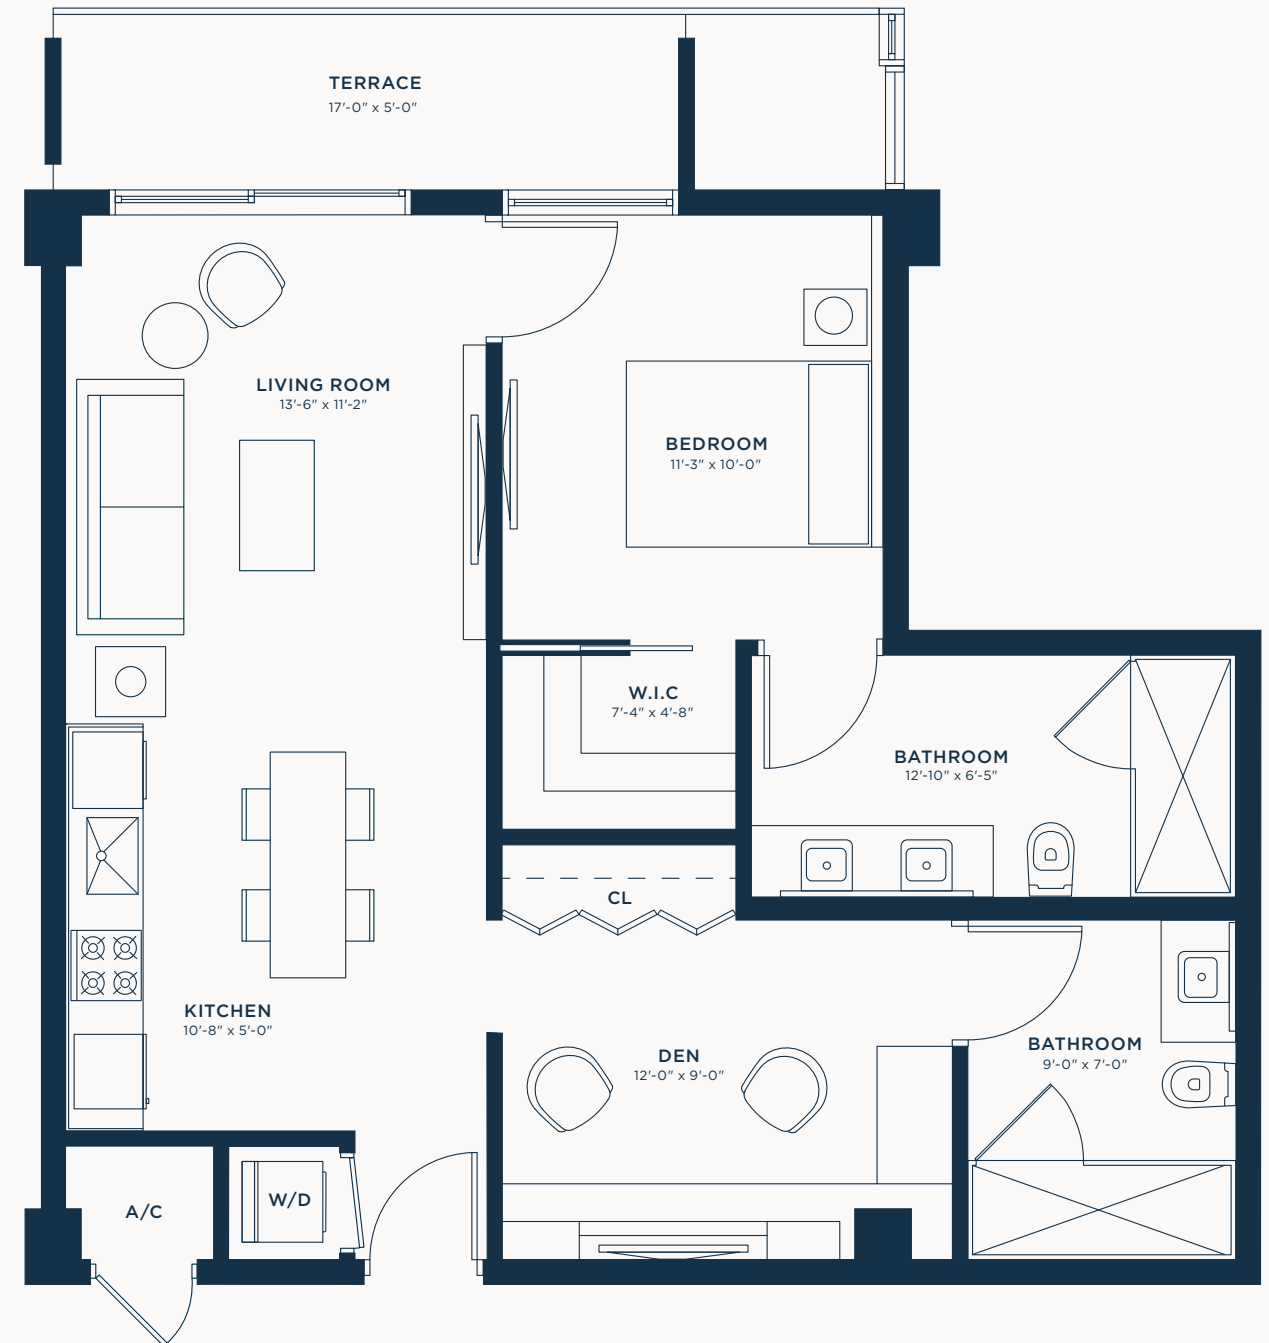 TERRACE
17'-0" x 5'-0"
LIVING ROOM
13'-6" x 11'-2"
BEDROOM
11'-3" x 10'-0"
W.I.C
7'-4" x 4'-8"
BATHROOM
12'-10" x 6'-5"
CL
KITCHEN
10'-8" x 5'-0"
DEN
12'-0" x 9'-0"
BATHROOM
9'-0" x 7'-0"
A/C
W/D